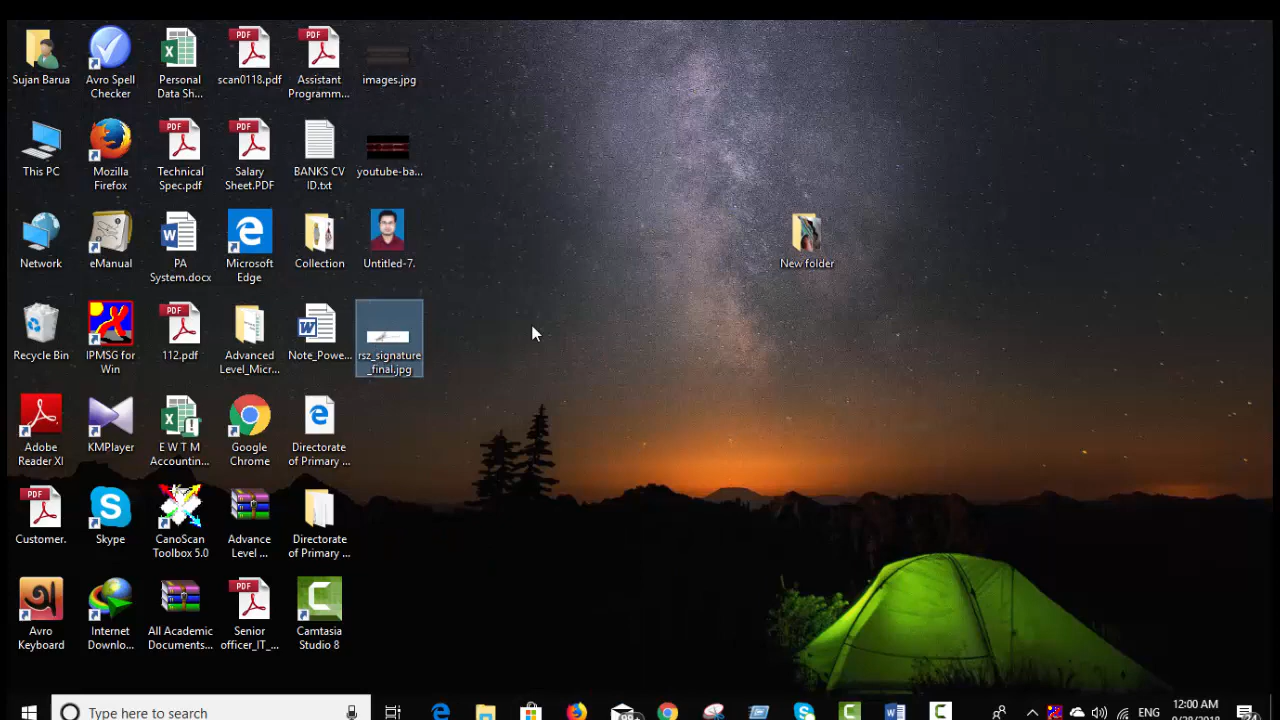 Sujan Barua
Avro Spell
Checker
Personal
Data Sh...
PDF
scan0118.pdf
PDF
Assistant
Programm...
images.jpg
This PC
Mozilla
Firefox
PDF
Technical
Spec.pdf
PDF
Salary
Sheet.PDF
BANKS CV
ID.txt
youtube-ba...
Network
eManual
PA
System.docx
Microsoft
Edge
Collection
Untitled-7.
New folder
Recycle Bin
IPMSG for
Win
PDF
112.pdf
Advanced
Level_Micr...
Note_Powe...
rsz_signature
_final.jpg
Adobe
Reader XI
KMPlayer
E W T M
Accountin...
Google
Chrome
Directorate
of Primary ...
PDF
Customer.
Skype
CanoScan
Toolbox 5.0
Advance
Level ...
Directorate
of Primary ...
অ
Avro
Keyboard
Internet
Downlo...
All Academic
Documents...
PDF
Senior
officer_IT_...
Camtasia
Studio 8
Type here to search
ENG
12:00 AM